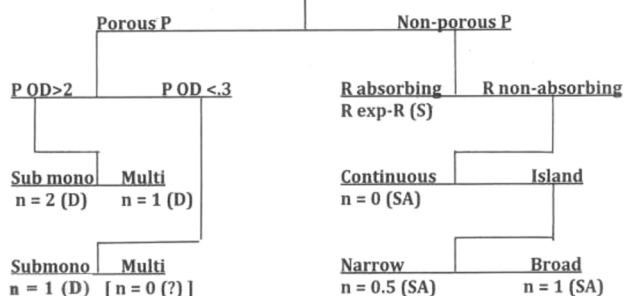 Porous P Non-porous P
P OD>2 P OD <.3 R absorbing R non-absorbing
R exp-R (S)
Sub mono Multi Continuous Island
n = 2 (D) n = 1 (D) n = 0 (SA)
Submono Multi Narrow Broad
n = 1 (D) [ n = 0 (?) ] n = 0.5 (SA) n = 1 (SA)